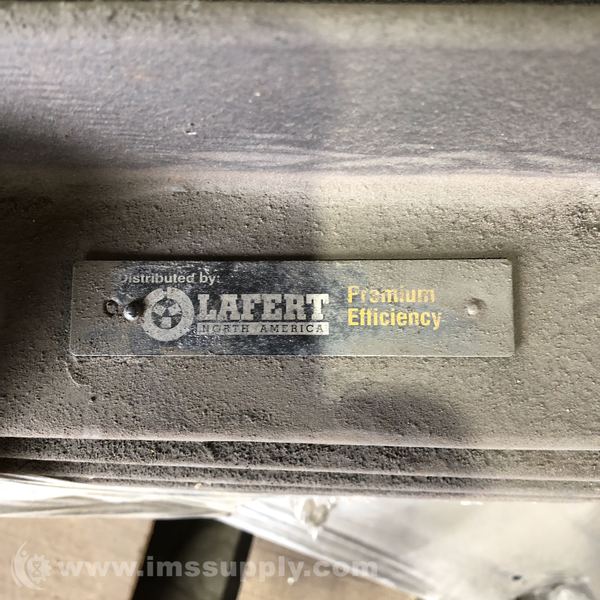 Distributed by:
LAFERT
NORTH AMERICA
Premium
Efficiency
www.imssupply.com